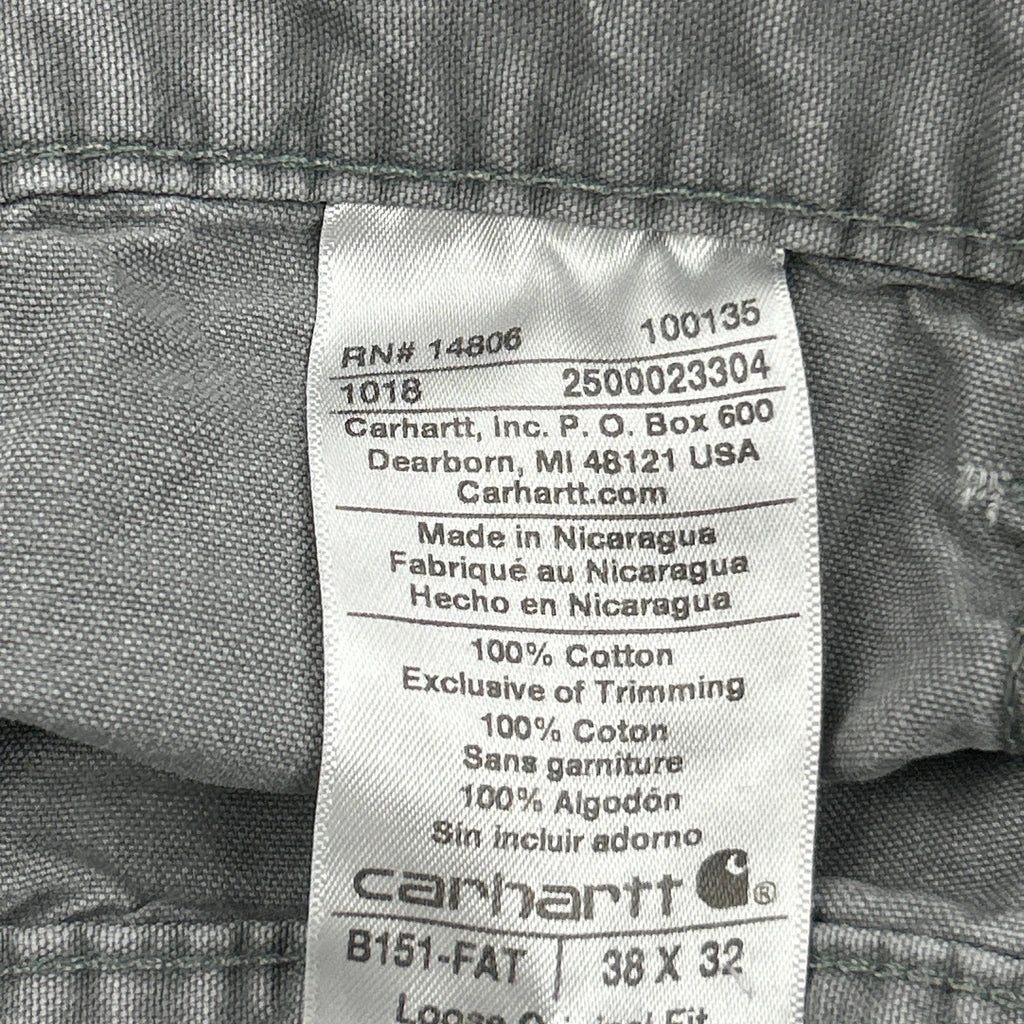 RN# 14806 100135
1018 2500023304
Carhartt, Inc. P. O. Box 600
Dearborn, MI 48121 USA
Carhartt.com
Made in Nicaragua
Fabriqué au Nicaragua
Hecho en Nicaragua
100% Cotton
Exclusive of Trimming
100% Coton
Sans garniture
100% Algodón
Sin incluir adorno
carhartt ®
B151-FAT 38 X 32
Loose Fit